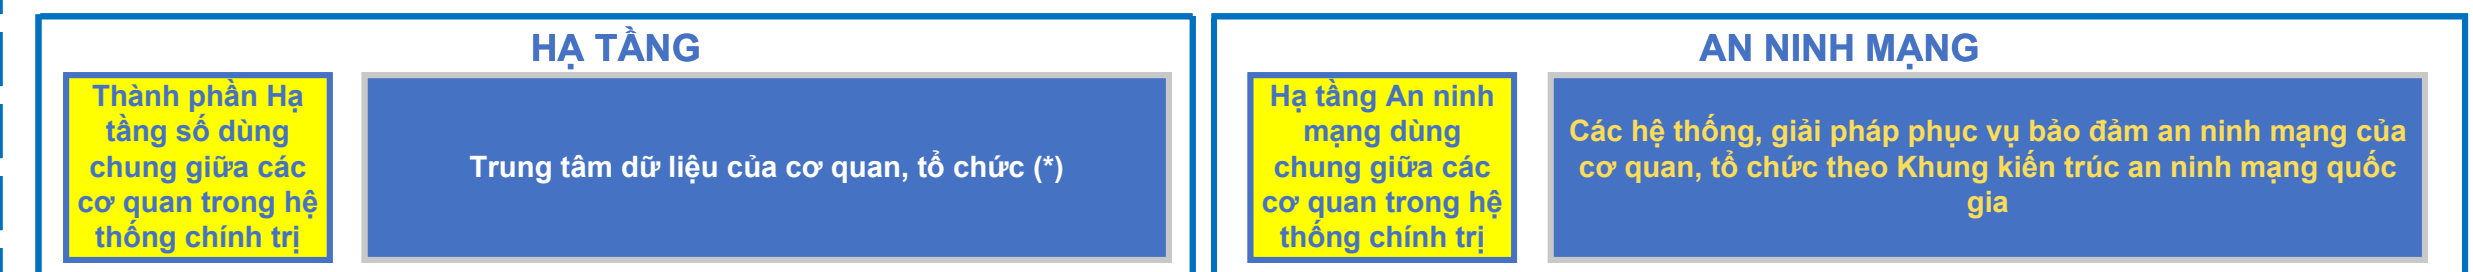 HẠ TẦNG
Thành phần Hạ
tầng số dùng
chung giữa các
cơ quan trong hệ
thống chính trị
Trung tâm dữ liệu của cơ quan, tổ chức (*)
AN NINH MẠNG
Hạ tầng An ninh
mạng dùng
chung giữa các
cơ quan trong hệ
thống chính trị
Các hệ thống, giải pháp phục vụ bảo đảm an ninh mạng của
cơ quan, tổ chức theo Khung kiến trúc an ninh mạng quốc
gia